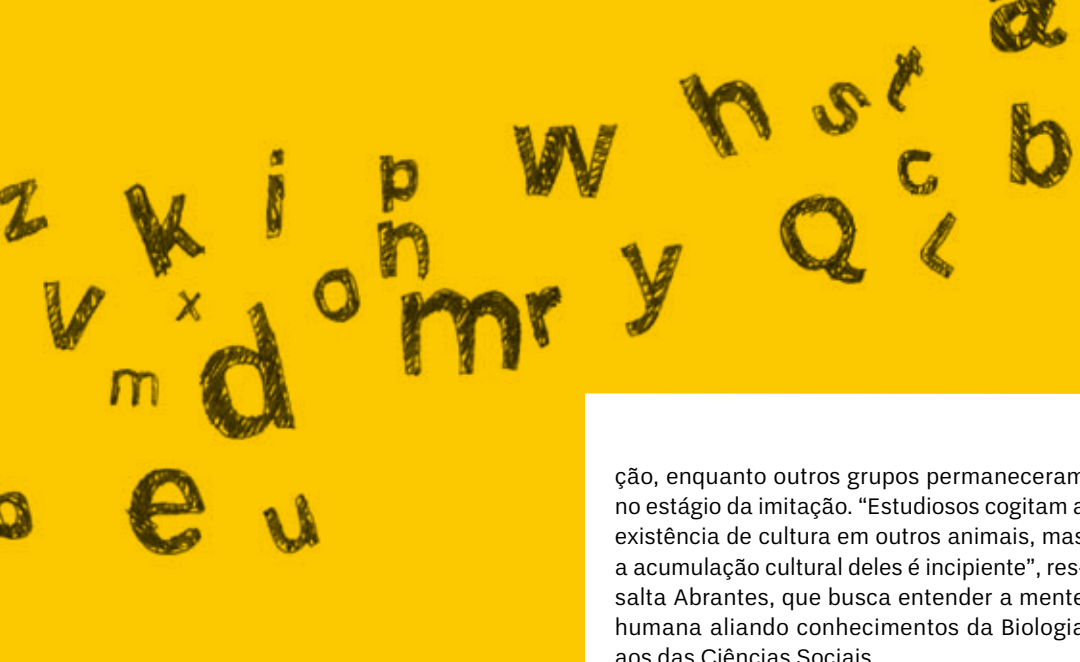 a
h s t
w b
i p c
z k Q
n y L
v x o m r
m d
o e u
ção, enquanto outros grupos permaneceram
no estágio da imitação. “Estudiosos cogitam a
existência de cultura em outros animais, mas
a acumulação cultural deles é incipiente”, res-
salta Abrantes, que busca entender a mente
humana aliando conhecimentos da Biologia
aos das Ciências Sociais.